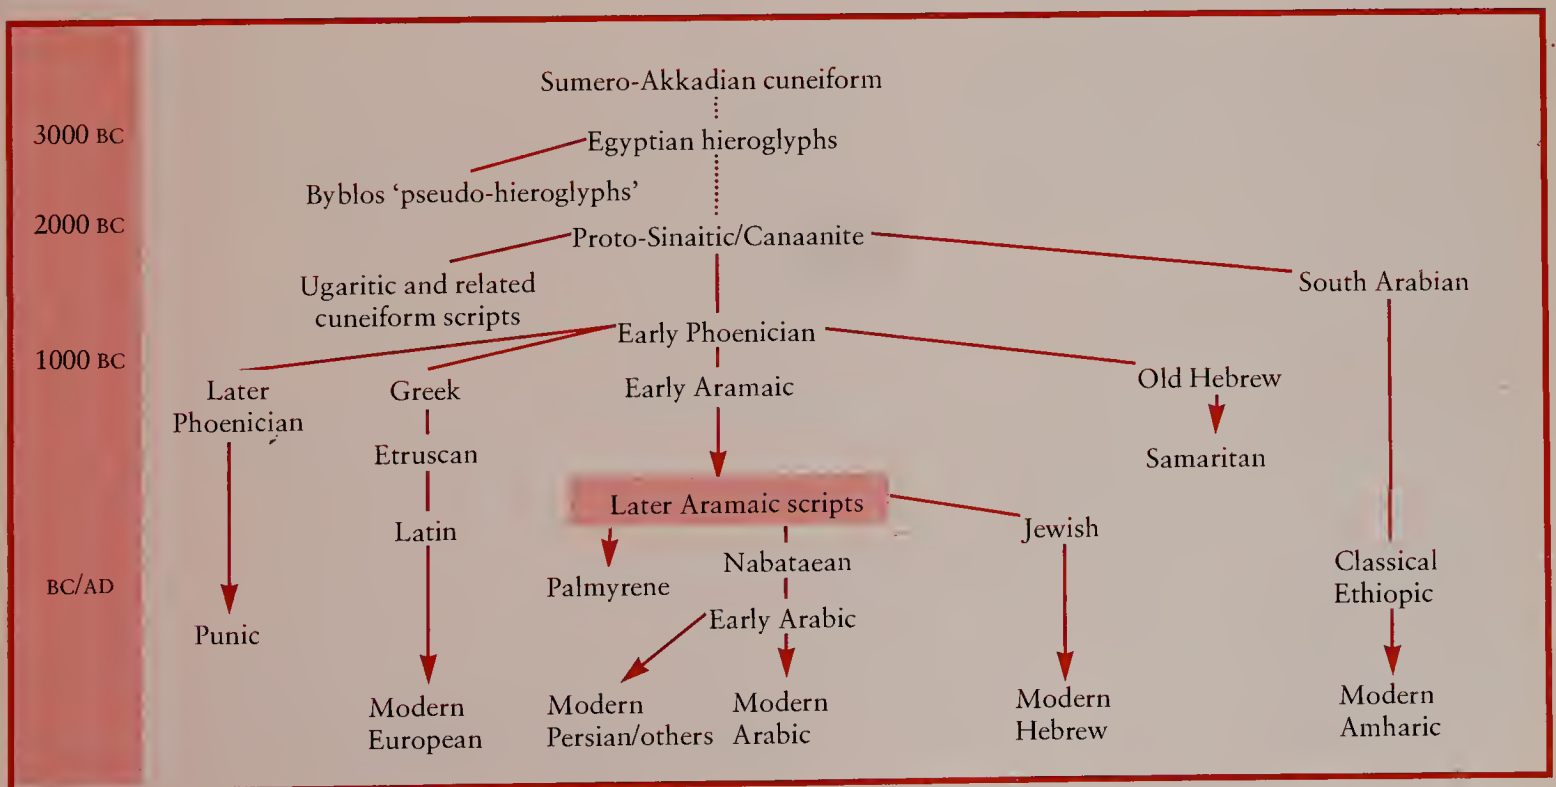 Sumero-Akkadian cuneiform
3000 BC
Egyptian hieroglyphs
Byblos ‘pseudo-hieroglyphs’
2000 BC
Proto-Sinaitic/Canaanite
Ugaritic and related
cuneiform scripts
South Arabian
Early Phoenician
1000 BC
Later
Phoenician
Greek
Early Aramaic
Old Hebrew
Etruscan
Samaritan
Later Aramaic scripts
Latin
Jewish
Nabataean
Palmyrene
Classical
Ethiopic
BC/AD
Early Arabic
Punic
Modern
European
Modern
Persian/others
Modern
Arabic
Modern
Hebrew
Modern
Amharic